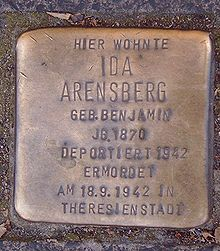 HIER WOHNTE
IDA
ARENSBERG
GEB. BENJAMIN
JG. 1870
DEPORTIERT 1942
ERMORDET
AM 18.9.1942 IN
THERESIENSTADT